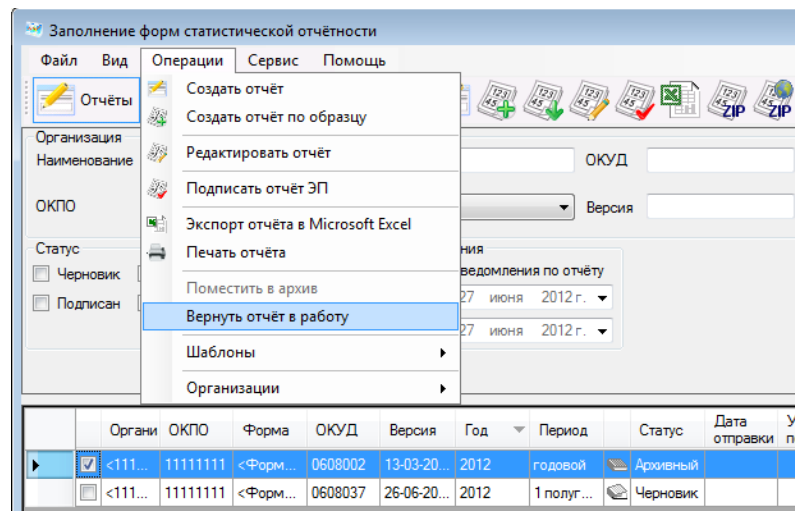 Заполнение форм статистической отчётности
Файл Вид Операции Сервис Помощь
Отчёты
Создать отчёт
Создать отчёт по образцу
Редактировать отчёт
Подписать отчёт ЭП
Экспорт отчёта в Microsoft Excel
Печать отчёта
Поместить в архив
Вернуть отчёт в работу
Шаблоны
Организации
ZIP ZIP
Организация
Наименование ОКУД
ОКПО Версия
Статус ния
Черновик ведомления по отчёту
27 июня 2012 г.
Подписан
27 июня 2012 г.
Органи ОКПО Форма ОКУД Версия Год Период Статус Дата отправки
<111... 11111111 <Форм... 0608002 13-03-20... 2012 годовой Архивный
<111... 11111111 <Форм... 0608037 26-06-20... 2012 1 полуг... Черновик